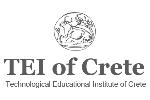 TEI of Crete
Technological Educational Institute of Crete